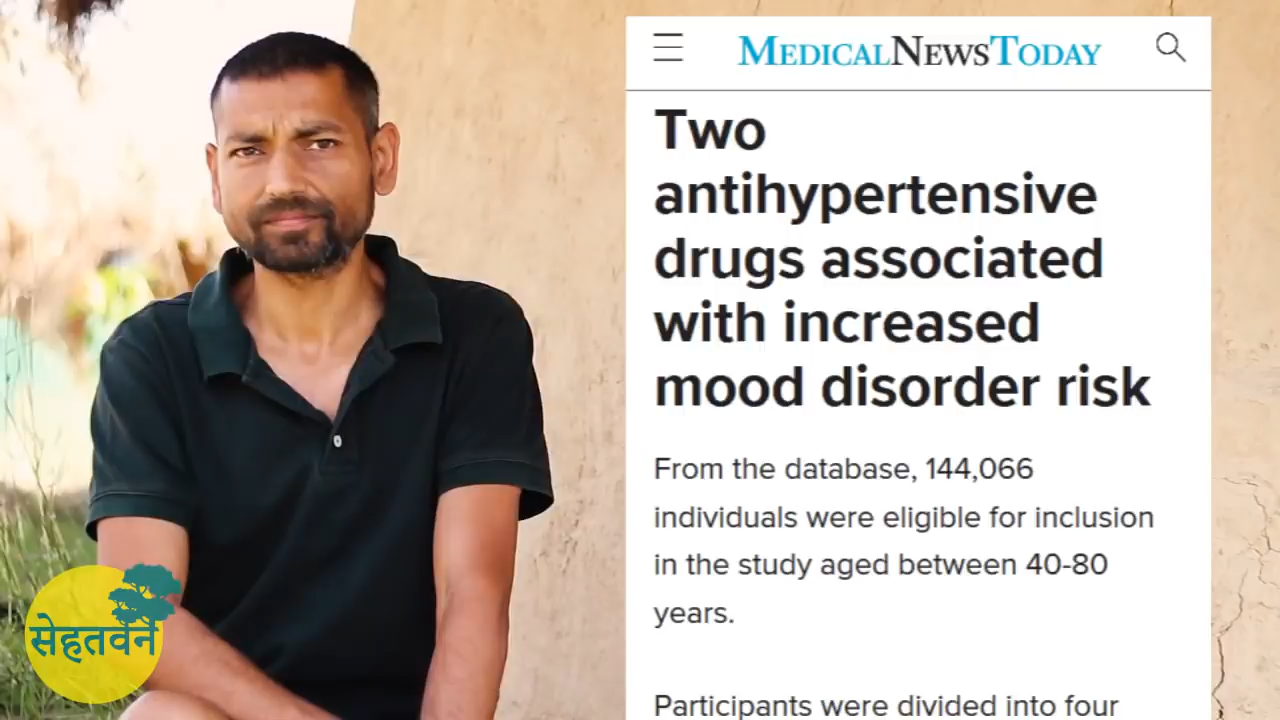 MEDICALNEWSTODAY
Two
antihypertensive
drugs associated
with increased
mood disorder risk
From the database, 144,066
individuals were eligible for inclusion
in the study aged between 40-80
years.
Participants were divided into four
सेहतवन